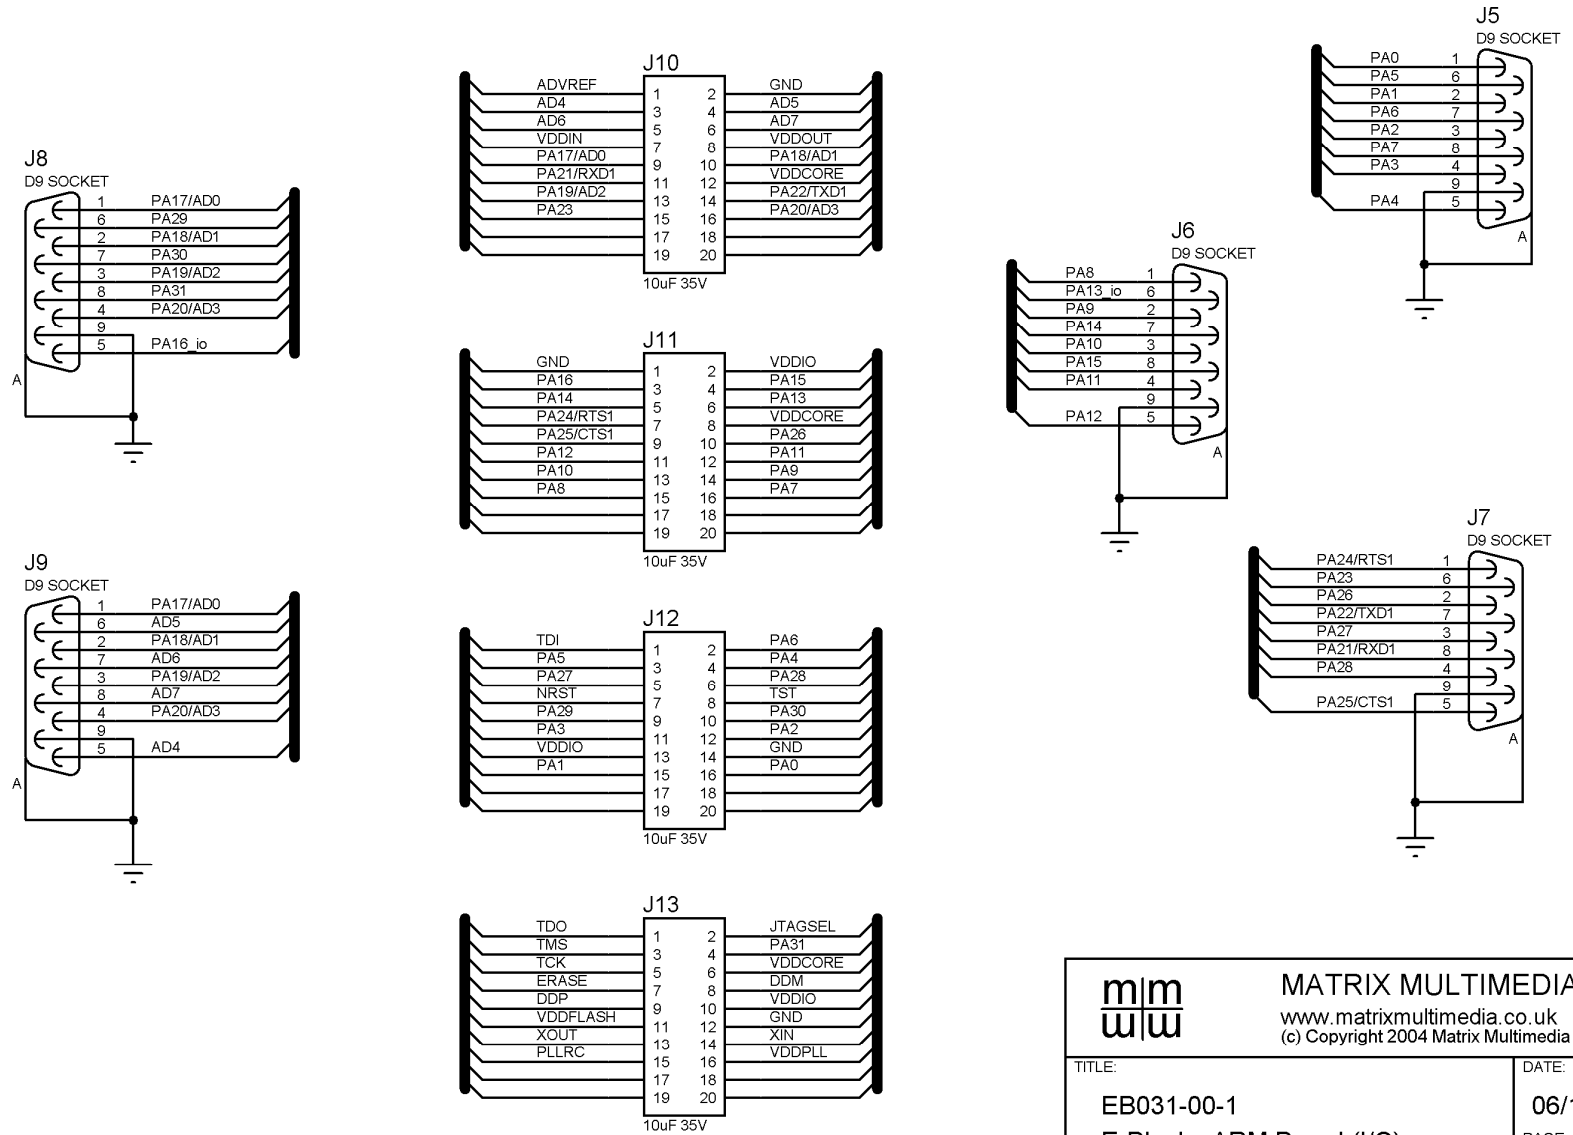 J8
D9 SOCKET
1 PA17/AD0
6 PA29
2 PA18/AD1
7 PA30
3 PA19/AD2
8 PA31
4 PA20/AD3
9
5 PA16_io
A
J9
D9 SOCKET
1 PA17/AD0
6 AD5
2 PA18/AD1
7 AD6
3 PA19/AD2
8 AD7
4 PA20/AD3
9
5 AD4
A
J10
ADVREF 1 2 GND
AD4 3 4 AD5
AD6 5 6 AD7
VDDIN 7 8 VDDOUT
PA17/AD0 9 10 PA18/AD1
PA21/RXD1 11 12 VDDCORE
PA19/AD2 13 14 PA22/TXD1
PA23 15 16 PA20/AD3
17 18
19 20
10uF 35V
J11
GND 1 2 VDDIO
PA16 3 4 PA15
PA14 5 6 PA13
PA24/RTS1 7 8 VDDCORE
PA25/CTS1 9 10 PA26
PA12 11 12 PA11
PA10 13 14 PA9
PA8 15 16 PA7
17 18
19 20
10uF 35V
J12
TDI 1 2 PA6
PA5 3 4 PA4
PA27 5 6 PA28
NRST 7 8 TST
PA29 9 10 PA30
PA3 11 12 PA2
VDDIO 13 14 GND
PA1 15 16 PA0
17 18
19 20
10uF 35V
J13
TDO 1 2 JTAGSEL
TMS 3 4 PA31
TCK 5 6 VDDCORE
ERASE 7 8 DDM
DDP 9 10 VDDIO
VDDFLASH 11 12 GND
XOUT 13 14 XIN
PLLRC 15 16 VDDPLL
17 18
19 20
10uF 35V
J5
D9 SOCKET
PA0 1
PA5 6
PA1 2
PA6 7
PA2 3
PA7 8
PA3 4
9
PA4 5
A
J6
D9 SOCKET
PA8 1
PA13_io 6
PA9 2
PA14 7
PA10 3
PA15 8
PA11 4
9
PA12 5
A
J7
D9 SOCKET
PA24/RTS1 1
PA23 6
PA26 2
PA22/TXD1 7
PA27 3
PA21/RXD1 8
PA28 4
9
PA25/CTS1 5
A
MATRIX MULTIMEDIA
www.matrixmultimedia.co.uk
(c) Copyright 2004 Matrix Multimedia
TITLE:
DATE:
EB031-00-1
06/1